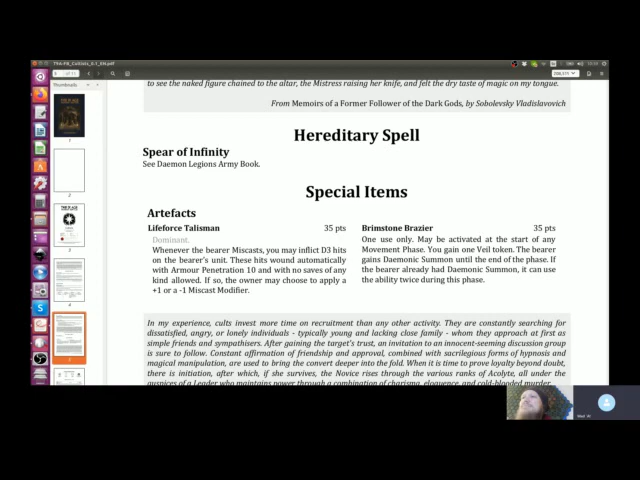 T9A-FB_Cultists_0.1_EN.pdf
to see the naked figure chained to the altar, the Mistress raising her knife, and felt the dry taste of magic on my tongue.
From Memoirs of a Former Follower of the Dark Gods, by Sobolevsky Vladislavovich
Hereditary Spell
Spear of Infinity
See Daemon Legions Army Book.
Special Items
Artefacts
Lifeforce Talisman 35 pts
Dominant.
Whenever the bearer Miscasts, you may inflict D3 hits
on the bearer's unit. These hits wound automatically
with Armour Penetration 10 and with no saves of any
kind allowed. If so, the owner may choose to apply a
+1 or a -1 Miscast Modifier.
Brimstone Brazier 35 pts
One use only. May be activated at the start of any
Movement Phase. You gain one Veil token. The bearer
gains Daemonic Summon until the end of the phase. If
the bearer already had Daemonic Summon, it can use
the ability twice during this phase.
In my experience, cults invest more time on recruitment than any other activity. They are constantly searching for
dissatisfied, angry, or lonely individuals - typically young and lacking close family - whom they approach at first as
simple friends and sympathisers. After gaining the target's trust, an invitation to an innocent-seeming discussion group
is sure to follow. Constant affirmation of friendship and approval, combined with sacrilegious forms of hypnosis and
magical manipulation, are used to bring the convert deeper into the fold. When it is time to prove loyalty beyond doubt,
there is initiation, after which, if she survives, the Novice rises through the various ranks of Acolyte, all under the
auspices of a Leader who maintains power through a combination of charisma, eloquence, and cold-blooded murder.
Thumbnails
1
2
3
4